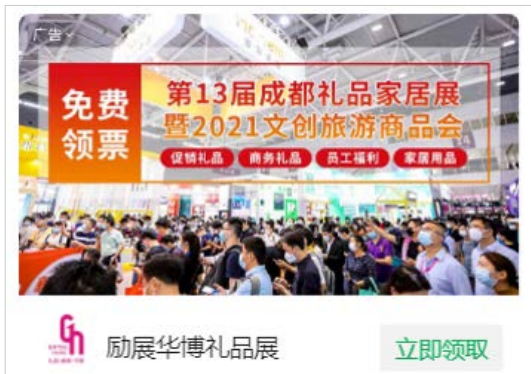 广告
免费
领票
第13届成都礼品家居展
暨2021文创旅游商品会
促销礼品 商务礼品 员工福利 家居用品
励展华博礼品展
立即领取